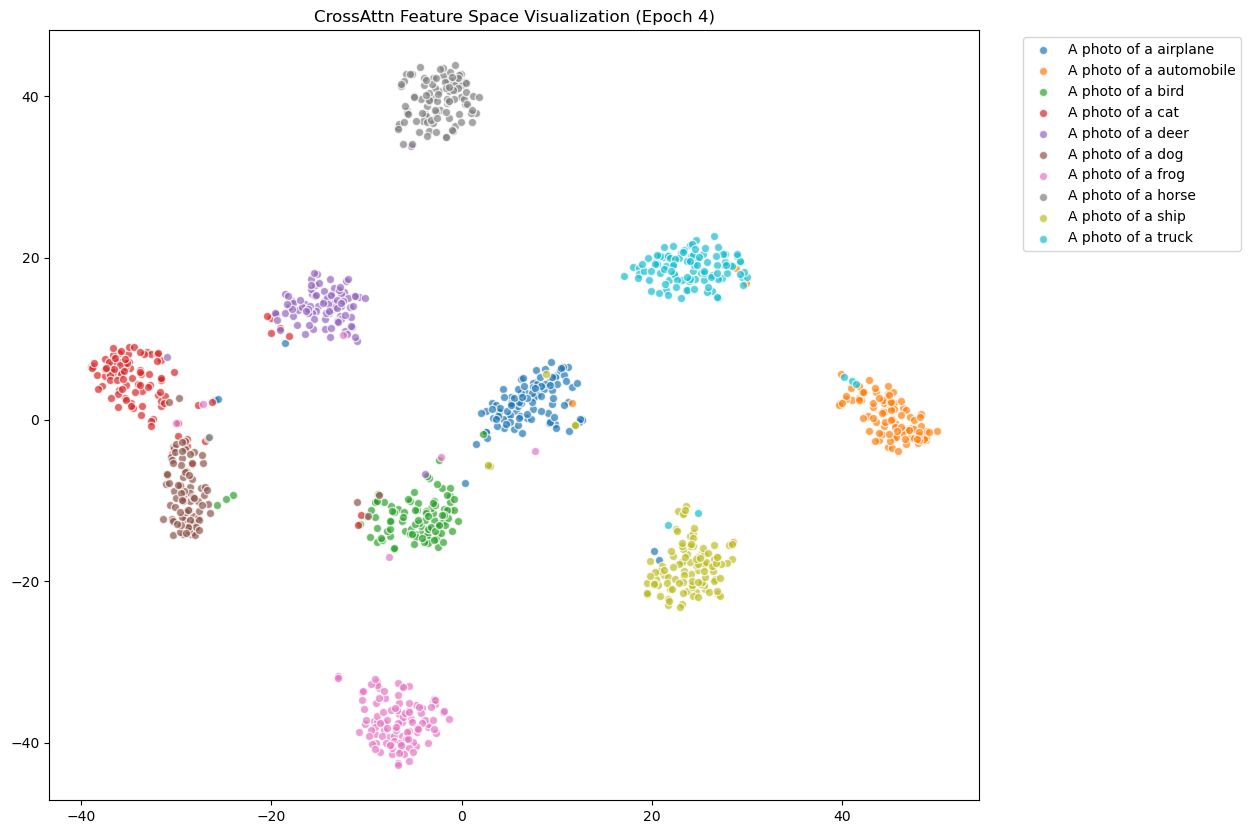 CrossAttn Feature Space Visualization (Epoch 4)
A photo of a airplane
A photo of a automobile
A photo of a bird
A photo of a cat
A photo of a deer
A photo of a dog
A photo of a frog
A photo of a horse
A photo of a ship
A photo of a truck
40
20
0
−20
−40
−40
−20
0
20
40